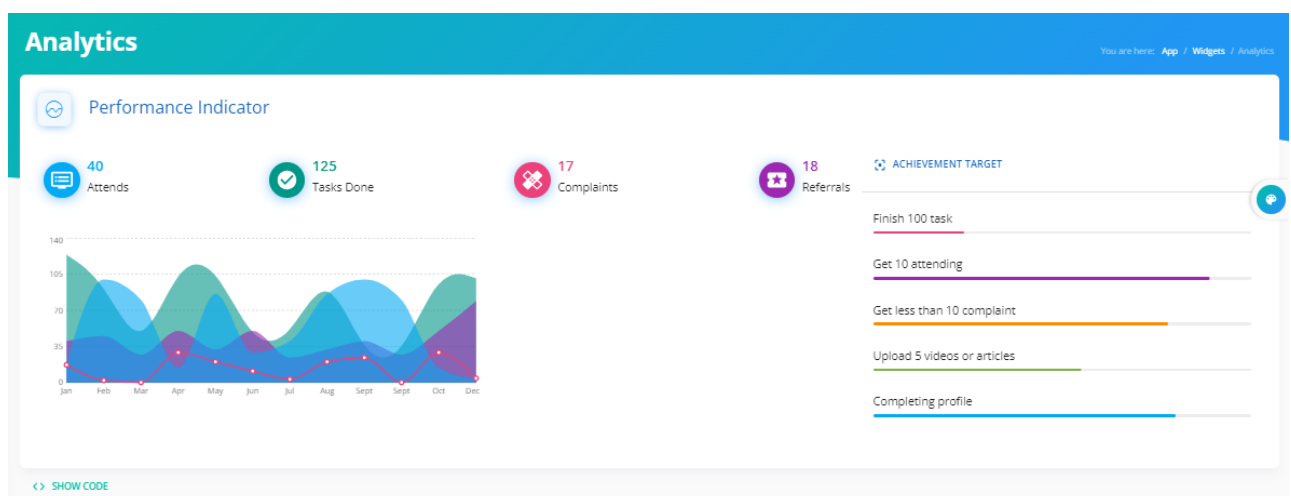 Analytics
You are here: App / Widgets / Analytics
Performance Indicator
40
Attends
125
Tasks Done
17
Complaints
18
Referrals
ACHIEVEMENT TARGET
Finish 100 task
Get 10 attending
Get less than 10 complaint
Upload 5 videos or articles
Completing profile
140
105
70
35
0
Jan Feb Mar Apr May Jun Jul Aug Sept Sept Oct Dec
<> SHOW CODE